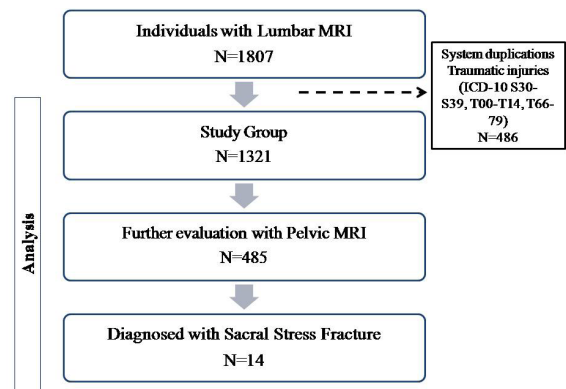 Individuals with Lumbar MRI
N=1807
System duplications
Traumatic injuries
(ICD-10 S30-
S39, T00-T14, T66-
79)
N=486
Study Group
N=1321
Further evaluation with Pelvic MRI
N=485
Diagnosed with Sacral Stress Fracture
N=14
Analysis